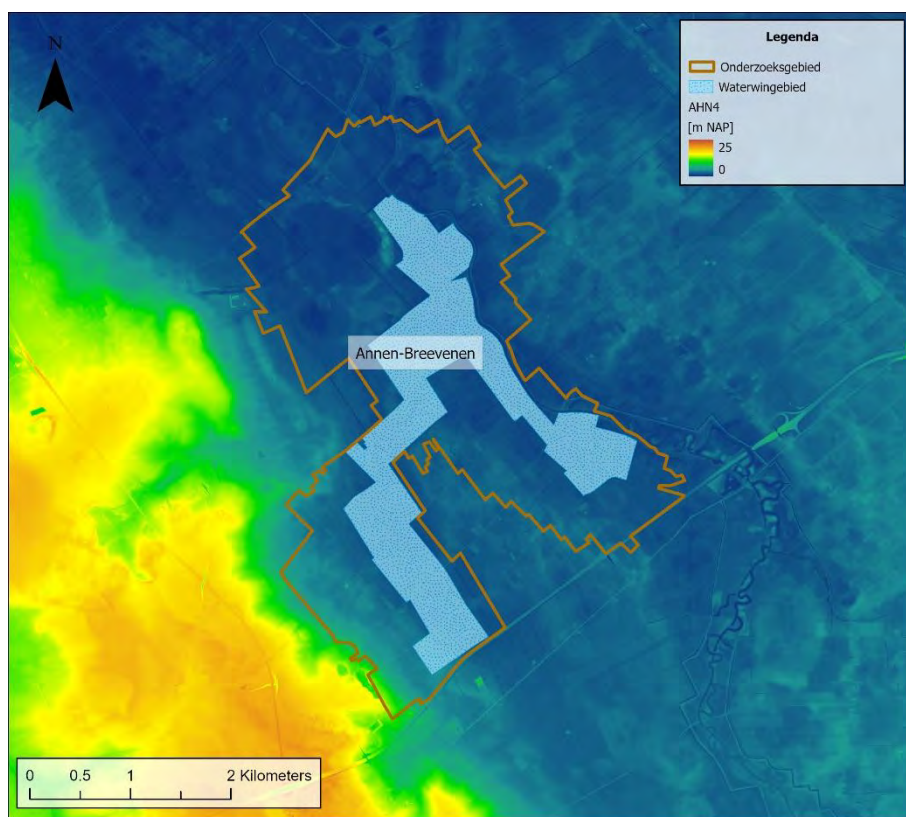 N
Legenda
Onderzoeksgebied
Waterwingebied
AHN4
[m NAP]
25
0
Annen-Breevenen
0 0.5 1 2 Kilometers